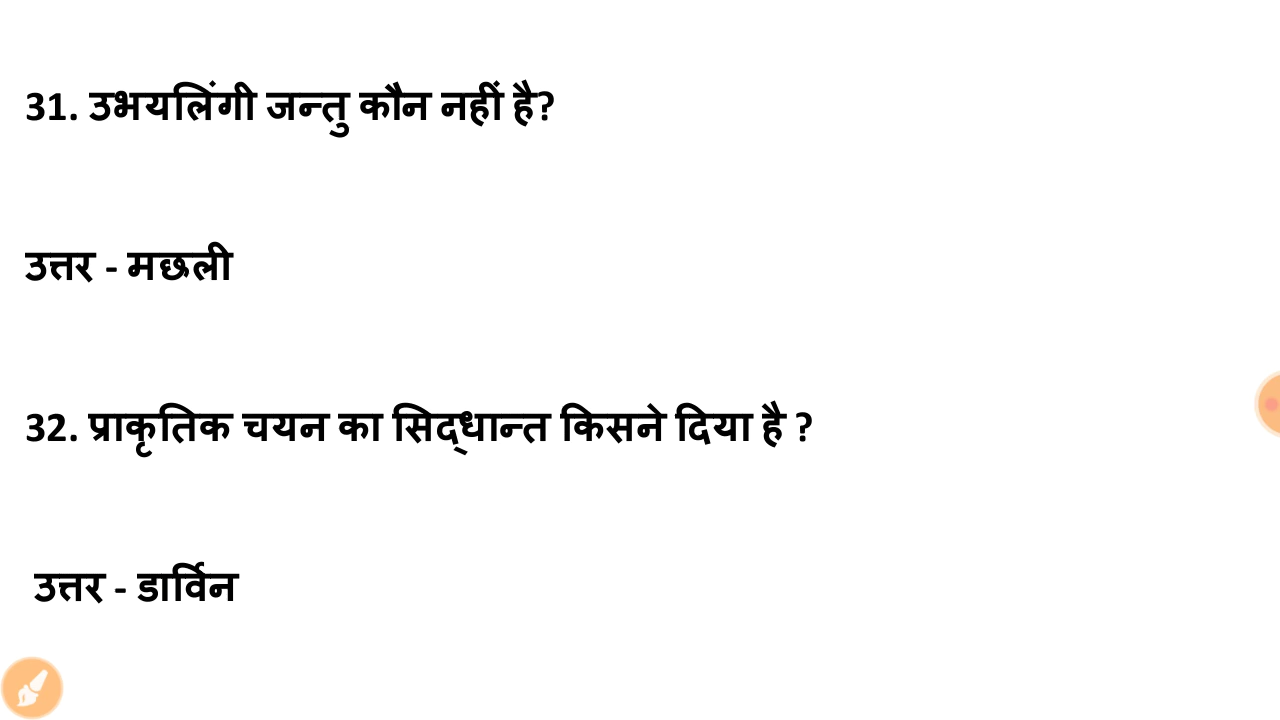 31. उभयलिंगी जन्तु कौन नहीं है?
उत्तर - मछली
32. प्राकृतिक चयन का सिद्धान्त किसने दिया है ?
उत्तर - डार्विन